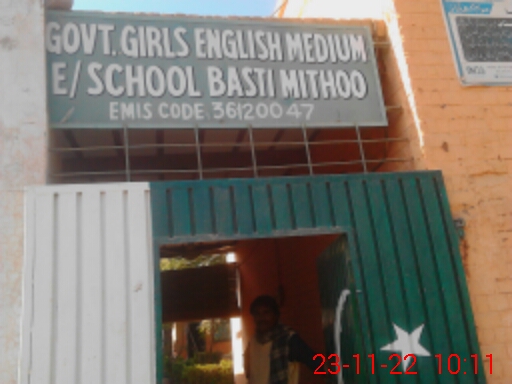 GOVT. GIRLS ENGLISH MEDIUM
E/SCHOOL BASTI MITHOO
EMIS CODE 36120047
23-11-22 10:11